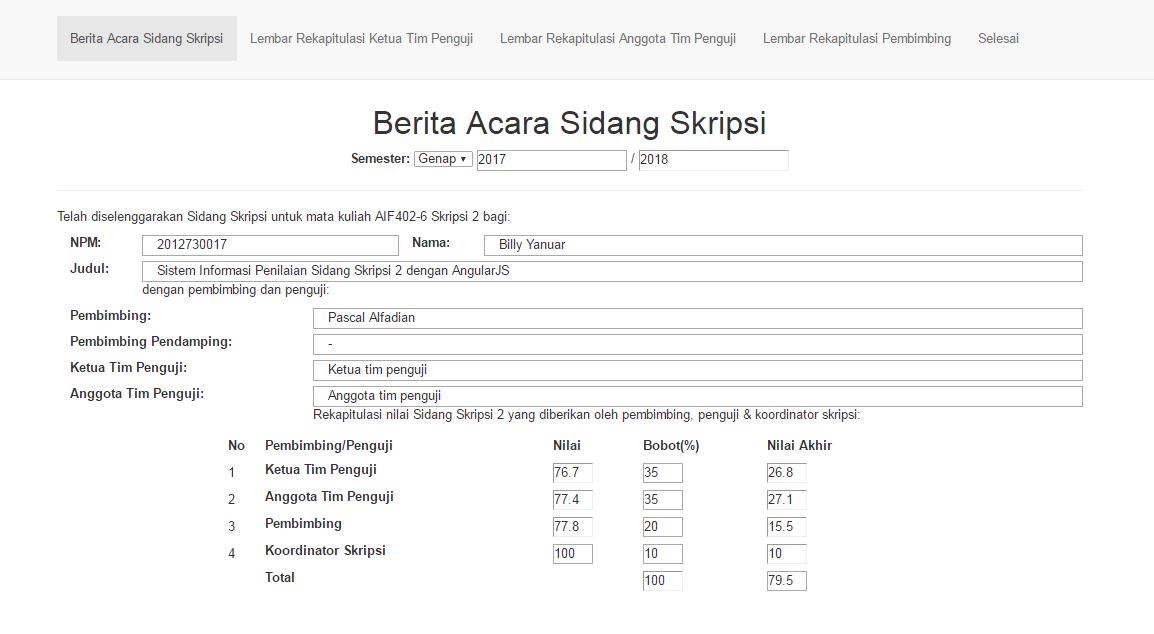 Berita Acara Sidang Skripsi Lembar Rekapitulasi Ketua Tim Penguji Lembar Rekapitulasi Anggota Tim Penguji Lembar Rekapitulasi Pembimbing Selesai
Berita Acara Sidang Skripsi
Semester: Genap 2017 / 2018
Telah diselenggarakan Sidang Skripsi untuk mata kuliah AIF402-6 Skripsi 2 bagi:
NPM: 2012730017 Nama: Billy Yanuar
Judul: Sistem Informasi Penilaian Sidang Skripsi 2 dengan AngularJS
dengan pembimbing dan penguji:
Pembimbing: Pascal Alfadian
Pembimbing Pendamping: -
Ketua Tim Penguji: Ketua tim penguji
Anggota Tim Penguji: Anggota tim penguji
Rekapitulasi nilai Sidang Skripsi 2 yang diberikan oleh pembimbing, penguji & koordinator skripsi:
No Pembimbing/Penguji Nilai Bobot(%) Nilai Akhir
1 Ketua Tim Penguji 76.7 35 26.8
2 Anggota Tim Penguji 77.4 35 27.1
3 Pembimbing 77.8 20 15.5
4 Koordinator Skripsi 100 10 10
Total 100 79.5